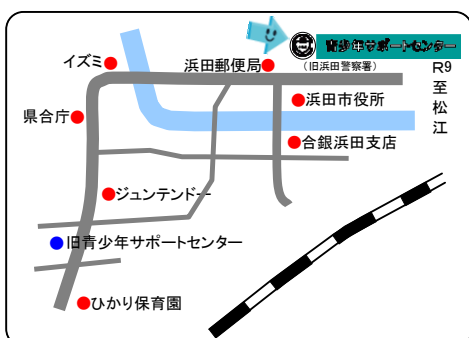 青少年サポートセンター
イズミ
浜田郵便局
(旧浜田警察署)
R9
至松江
県合庁
浜田市役所
合銀浜田支店
ジュンテンドー
旧青少年サポートセンター
ひかり保育園